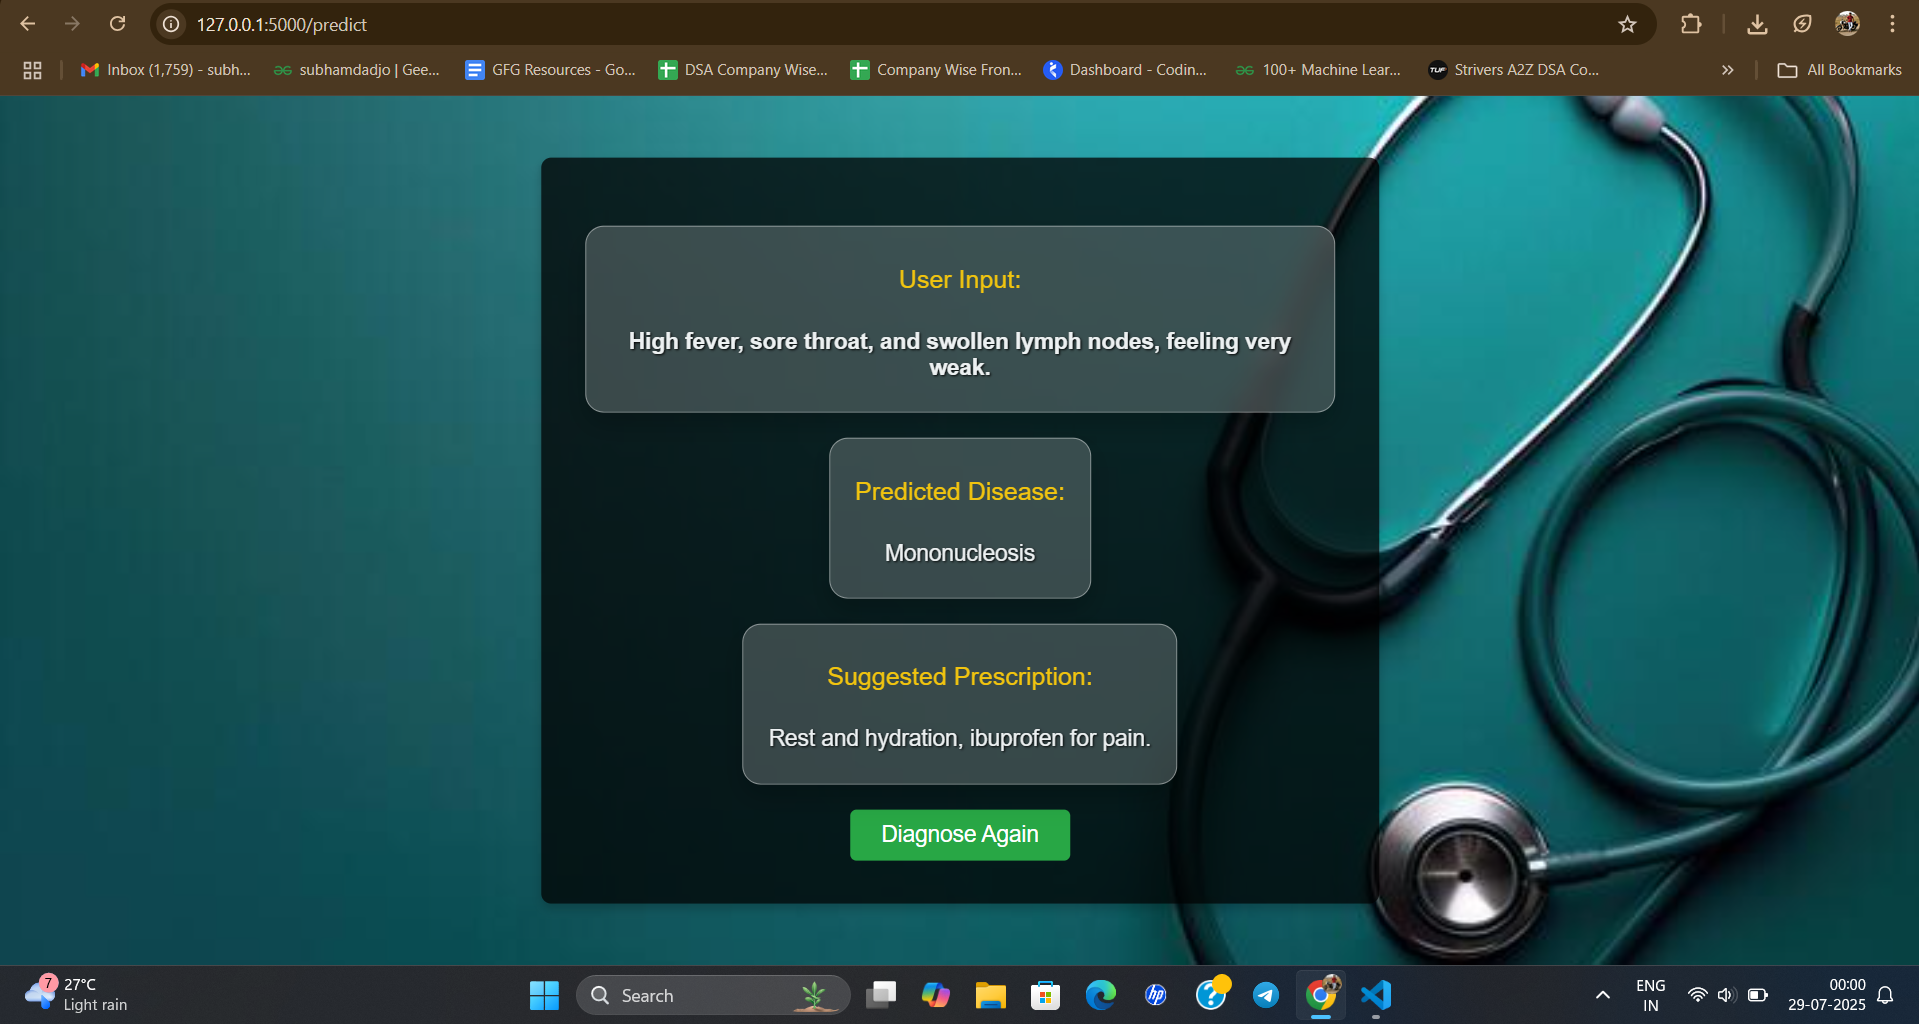 127.0.0.1:5000/predict
Inbox (1,759) - subh...
subhamdadjo | Gee...
GFG Resources - Go...
DSA Company Wise...
Company Wise Fron...
Dashboard - Codin...
100+ Machine Lear...
TUF
Strivers A2Z DSA Co...
All Bookmarks
User Input:
High fever, sore throat, and swollen lymph nodes, feeling very
weak.
Predicted Disease:
Mononucleosis
Suggested Prescription:
Rest and hydration, ibuprofen for pain.
Diagnose Again
7
27°C
Light rain
Search
hp
?
ENG
IN
00:00
29-07-2025